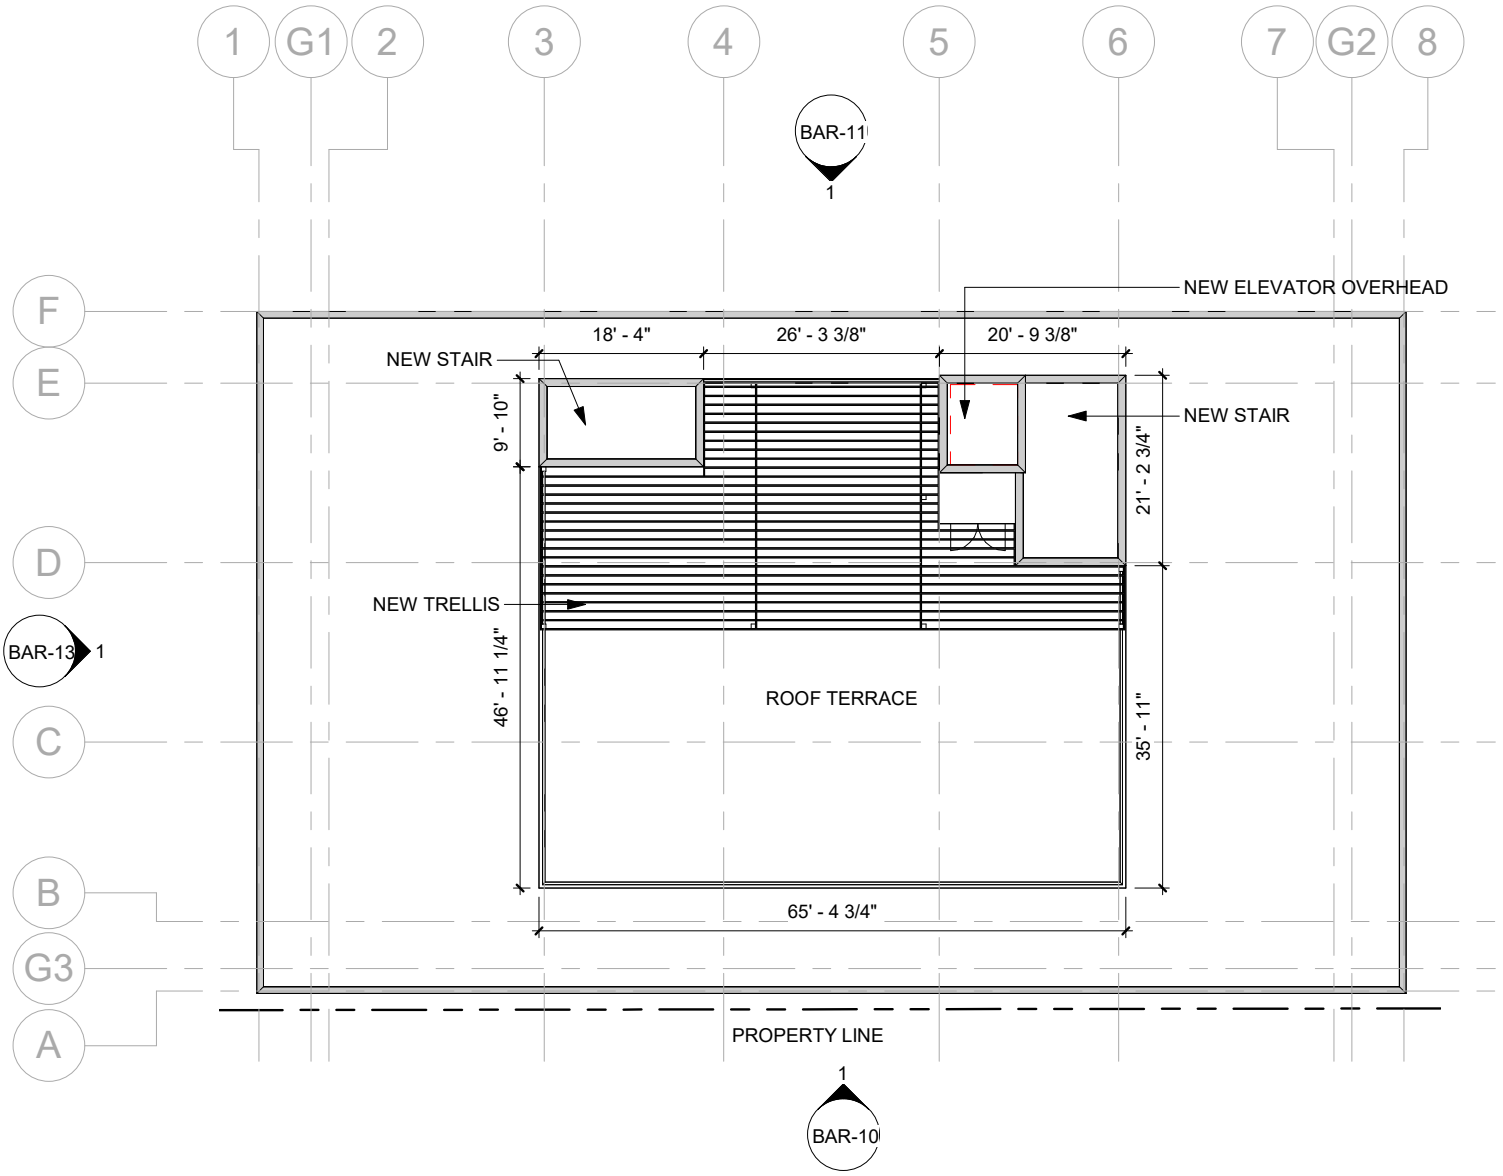 1 G1 2 3 4 5 6 7 G2 8
BAR-11
1
NEW ELEVATOR OVERHEAD
F
18' - 4" 26' - 3 3/8" 20' - 9 3/8"
NEW STAIR
E
9' - 10"
NEW STAIR
21' - 2 3/4"
D
NEW TRELLIS
BAR-13 1
46' - 11 1/4"
ROOF TERRACE
35' - 11"
C
B
65' - 4 3/4"
G3
A
PROPERTY LINE
1
BAR-10